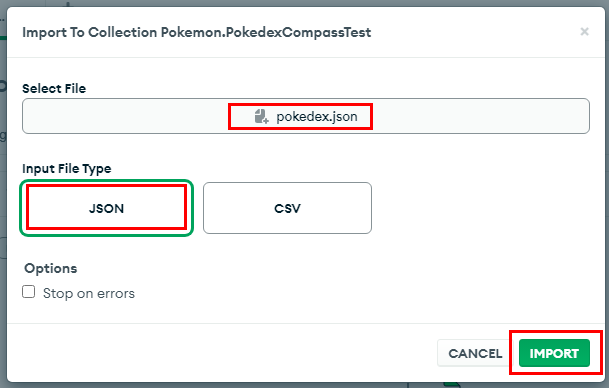 Import To Collection Pokemon.PokedexCompassTest
×
Select File
pokedex.json
Input File Type
JSON
CSV
Options
Stop on errors
CANCEL
IMPORT